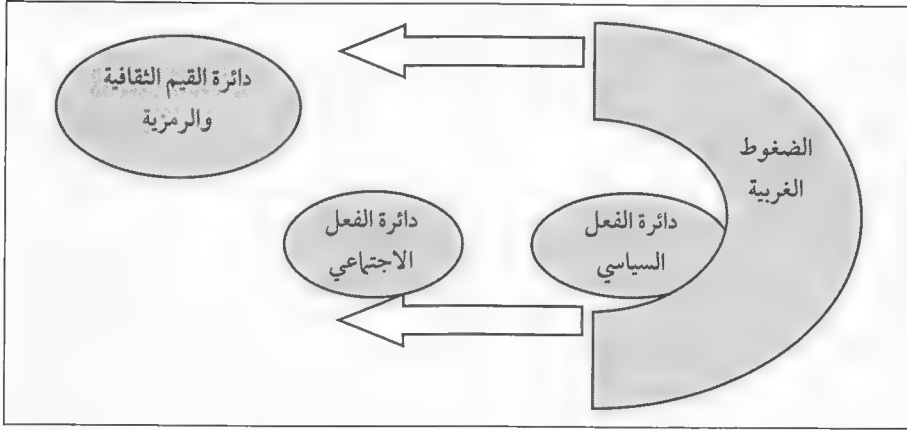 دائرة القيم الثقافية
والرمزية
الضغوط
الغربية
دائرة الفعل
السياسي
دائرة الفعل
الاجتماعي